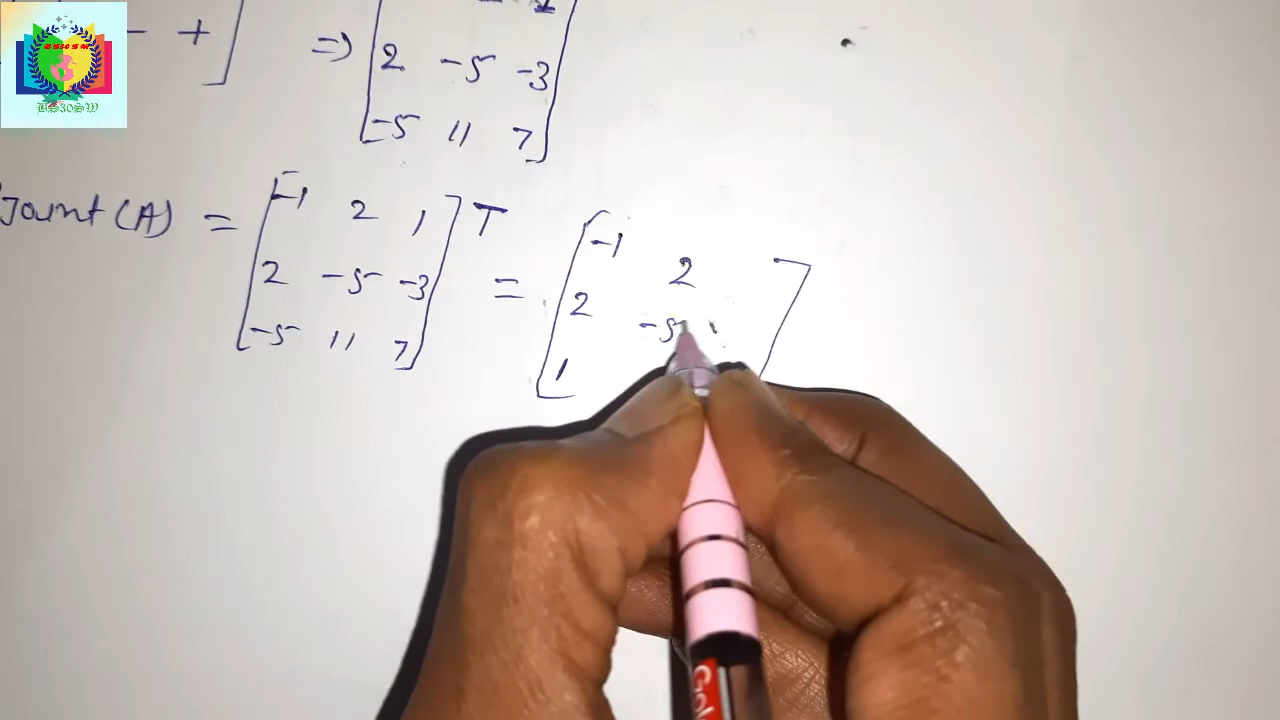 - + ] ⇒ [
2 -5 -3
-5 11 7 ]
Joint (A) = [ -1 2 1 ] T = [ -1 2 ]
2 -5 -3 2 -5
-5 11 7 1
BS30SW
Gol